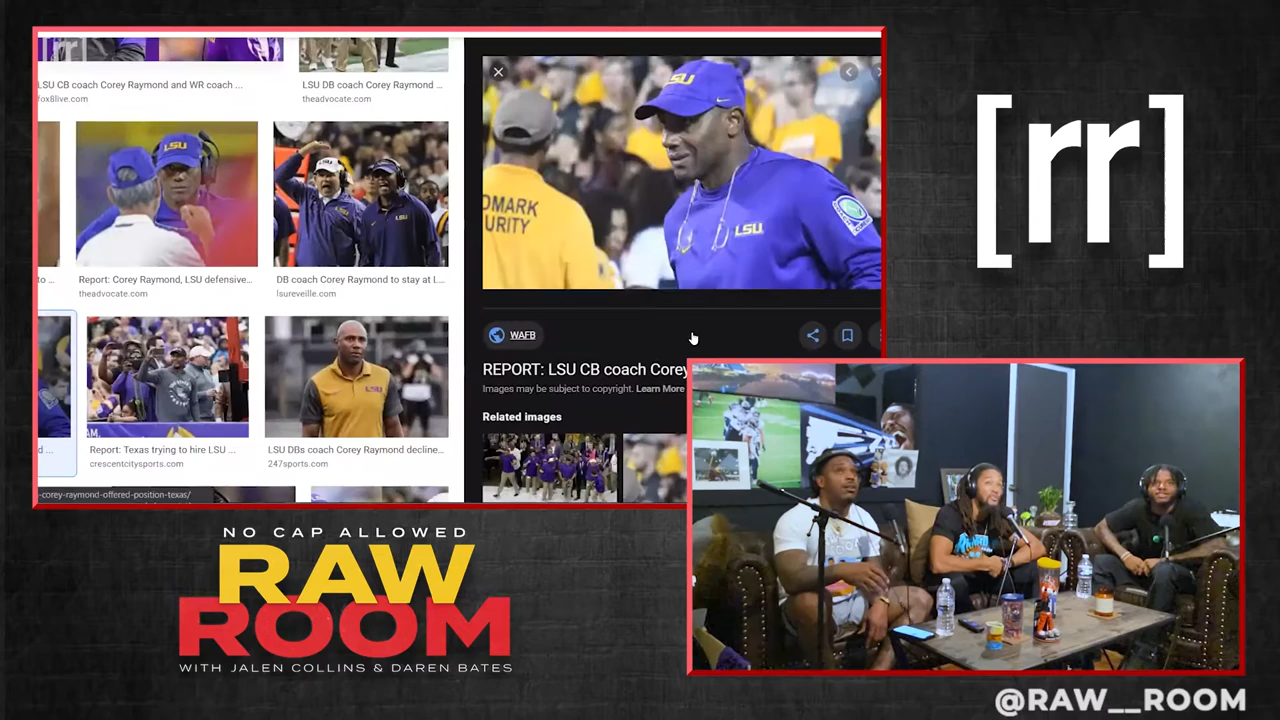 LSU CB coach Corey Raymond and WR coach ...
fox8live.com
LSU DB coach Corey Raymond ...
theadvocate.com
LSU
to ...
Report: Corey Raymond, LSU defensive...
theadvocate.com
DB coach Corey Raymond to stay at L...
lsureveille.com
d ...
Report: Texas trying to hire LSU ...
crescentcitysports.com
LSU DBs coach Corey Raymond decline...
247sports.com
-corey-raymond-offered-position-texas/
LSU
DMARK
URITY
LSU
WAFB
REPORT: LSU CB coach Corey
Images may be subject to copyright. Learn More
Related images
[rr]
NO CAP ALLOWED
RAW
ROOM
WITH JALEN COLLINS & DAREN BATES
@RAW__ROOM